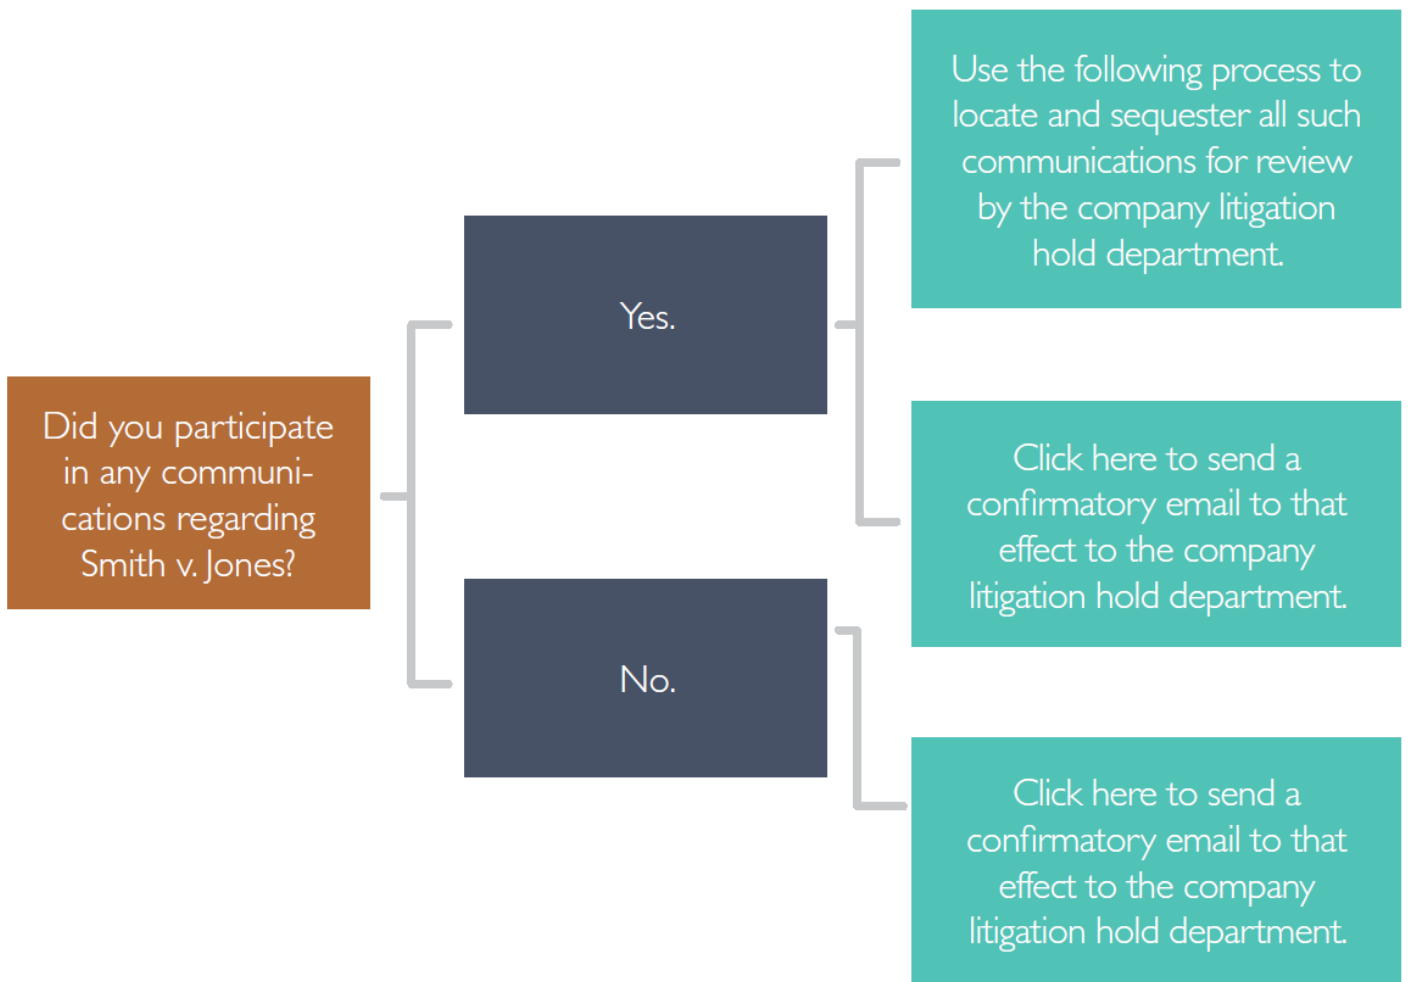 Did you participate
in any communi-
cations regarding
Smith v. Jones?
Yes.
No.
Use the following process to
locate and sequester all such
communications for review
by the company litigation
hold department.
Click here to send a
confirmatory email to that
effect to the company
litigation hold department.
Click here to send a
confirmatory email to that
effect to the company
litigation hold department.